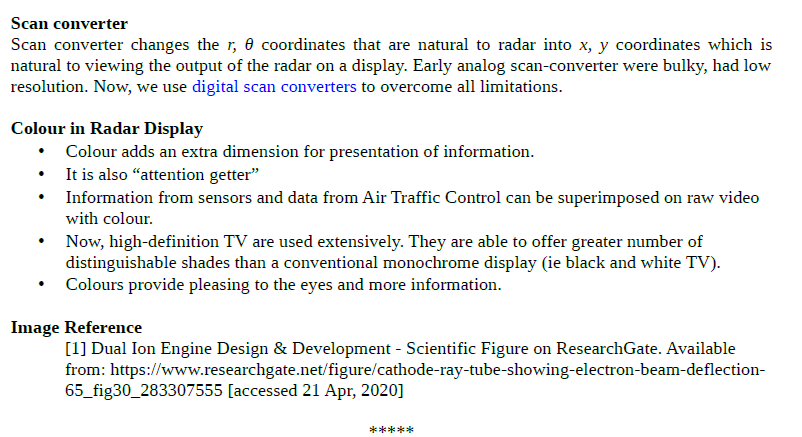 Scan converter
Scan converter changes the r, θ coordinates that are natural to radar into x, y coordinates which is
natural to viewing the output of the radar on a display. Early analog scan-converter were bulky, had low
resolution. Now, we use digital scan converters to overcome all limitations.
Colour in Radar Display
• Colour adds an extra dimension for presentation of information.
• It is also “attention getter”
• Information from sensors and data from Air Traffic Control can be superimposed on raw video
with colour.
• Now, high-definition TV are used extensively. They are able to offer greater number of
distinguishable shades than a conventional monochrome display (ie black and white TV).
• Colours provide pleasing to the eyes and more information.
Image Reference
[1] Dual Ion Engine Design & Development - Scientific Figure on ResearchGate. Available
from: https://www.researchgate.net/figure/cathode-ray-tube-showing-electron-beam-deflection-
65_fig30_283307555 [accessed 21 Apr, 2020]
*****